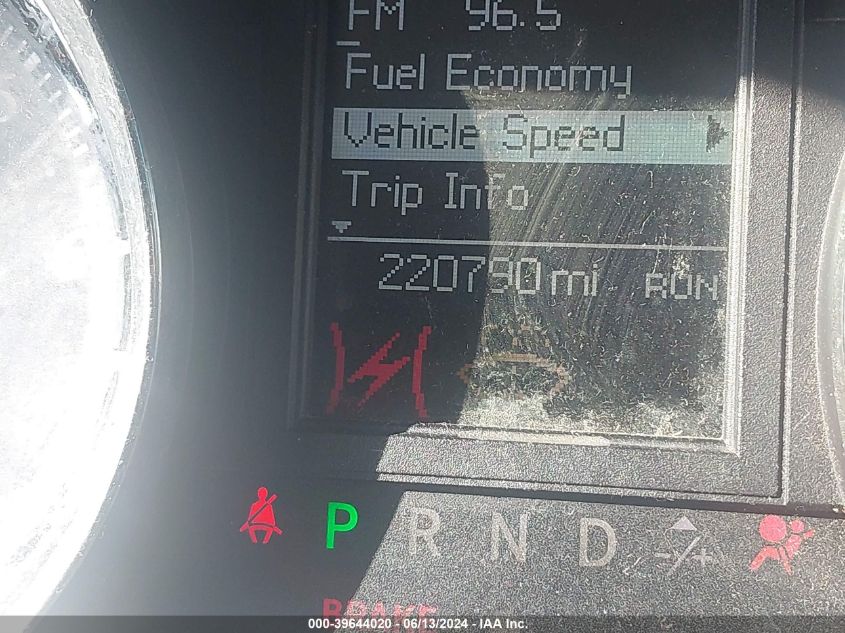 FM 96.5
Fuel Economy
Vehicle Speed
Trip Info
220790 mi RUN
P R N D -/+
BRAKE
000-39644020 - 06/13/2024 - IAA Inc.